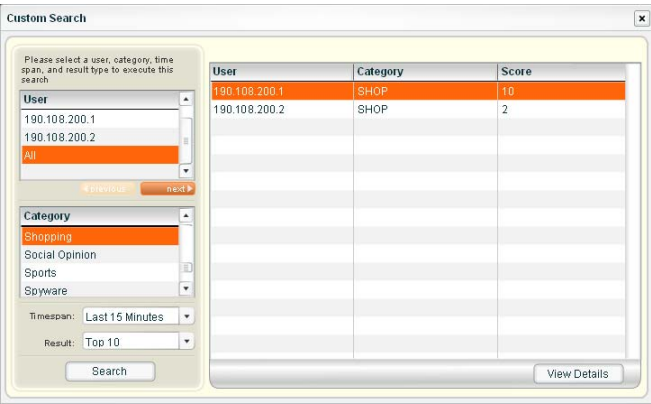 Custom Search
Please select a user, category, time
span, and result type to execute this
search
User
190.108.200.1
190.108.200.2
All
previous next
Category
Shopping
Social Opinion
Sports
Spyware
Timespan: Last 15 Minutes
Result: Top 10
Search
User Category Score
190.108.200.1 SHOP 10
190.108.200.2 SHOP 2
View Details